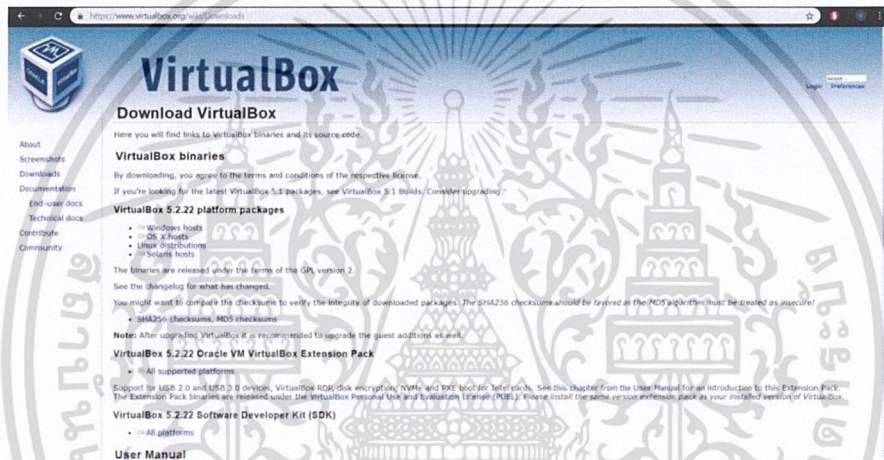 https://www.virtualbox.org/wiki/Downloads
VirtualBox
search
Login Preferences
Download VirtualBox
Here you will find links to VirtualBox binaries and its source code.
About
Screenshots
Downloads
Documentation
End-user docs
Technical docs
Contribute
Community
VirtualBox binaries
By downloading, you agree to the terms and conditions of the respective license.
If you're looking for the latest VirtualBox 5.1 packages, see VirtualBox 5.1 builds. Consider upgrading.
VirtualBox 5.2.22 platform packages
Windows hosts
OS X hosts
Linux distributions
Solaris hosts
The binaries are released under the terms of the GPL version 2.
See the changelog for what has changed.
You might want to compare the checksums to verify the integrity of downloaded packages. The SHA256 checksums should be favored as the MD5 algorithm must be treated as insecure!
SHA256 checksums, MD5 checksums
Note: After upgrading VirtualBox it is recommended to upgrade the guest additions as well.
VirtualBox 5.2.22 Oracle VM VirtualBox Extension Pack
All supported platforms
Support for USB 2.0 and USB 3.0 devices, VirtualBox RDP, disk encryption, NVMe and PXE boot for Intel cards. See this chapter from the User Manual for an introduction to this Extension Pack.
The Extension Pack binaries are released under the VirtualBox Personal Use and Evaluation License (PUEL). Please install the same version extension pack as your installed version of VirtualBox.
VirtualBox 5.2.22 Software Developer Kit (SDK)
All platforms
User Manual